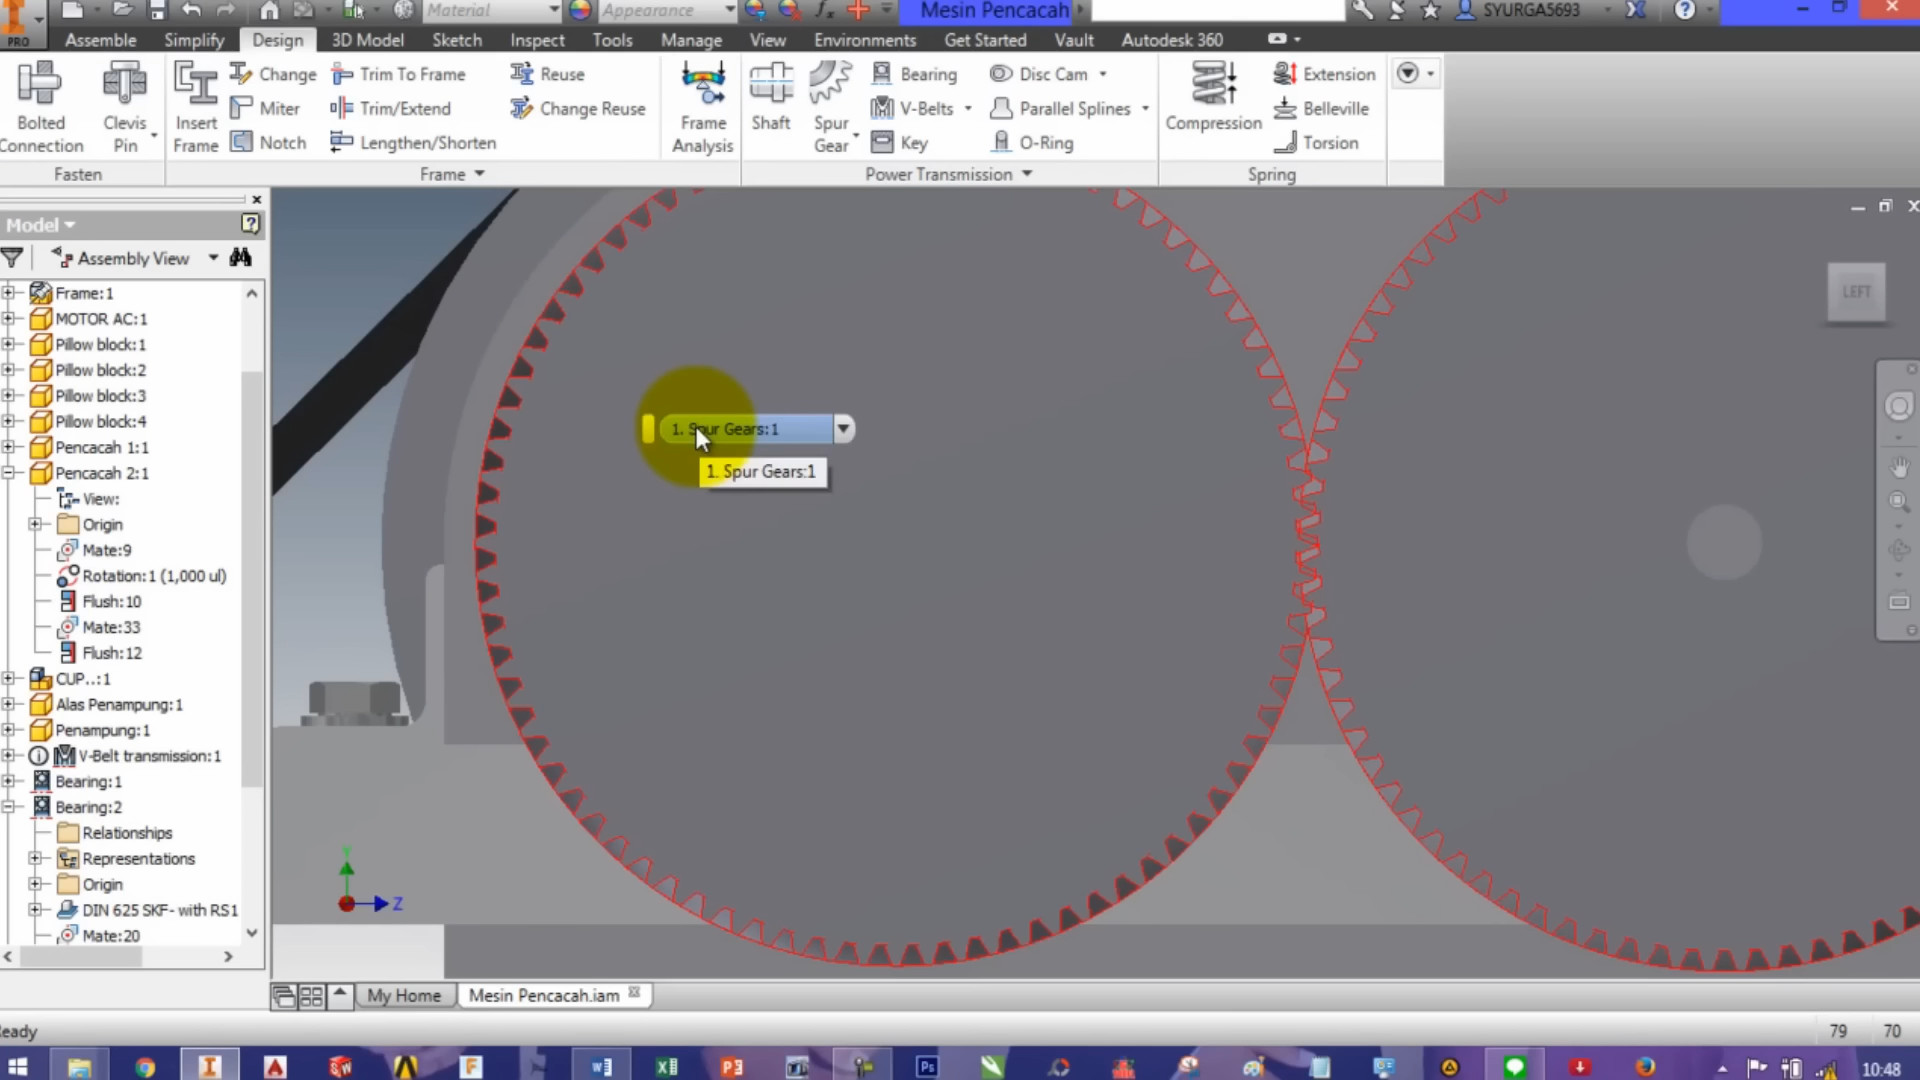 Material
Appearance
fx
Mesin Pencacah
SYURGA5693
PRO
Assemble
Simplify
Design
3D Model
Sketch
Inspect
Tools
Manage
View
Environments
Get Started
Vault
Autodesk 360
Bolted Connection
Clevis Pin
Insert Frame
Change
Miter
Notch
Trim To Frame
Trim/Extend
Lengthen/Shorten
Reuse
Change Reuse
Frame Analysis
Shaft
Spur Gear
Bearing
V-Belts
Key
Disc Cam
Parallel Splines
O-Ring
Compression
Extension
Belleville
Torsion
Fasten
Frame
Power Transmission
Spring
Model
Assembly View
Frame:1
MOTOR AC:1
Pillow block:1
Pillow block:2
Pillow block:3
Pillow block:4
Pencacah 1:1
Pencacah 2:1
View:
Origin
Mate:9
Rotation:1 (1,000 ul)
Flush:10
Mate:33
Flush:12
CUP..:1
Alas Penampung:1
Penampung:1
V-Belt transmission:1
Bearing:1
Bearing:2
Relationships
Representations
Origin
DIN 625 SKF- with RS1
Mate:20
1. Spur Gears:1
1. Spur Gears:1
LEFT
Y
Z
My Home
Mesin Pencacah.iam
eady
79
70
10:48